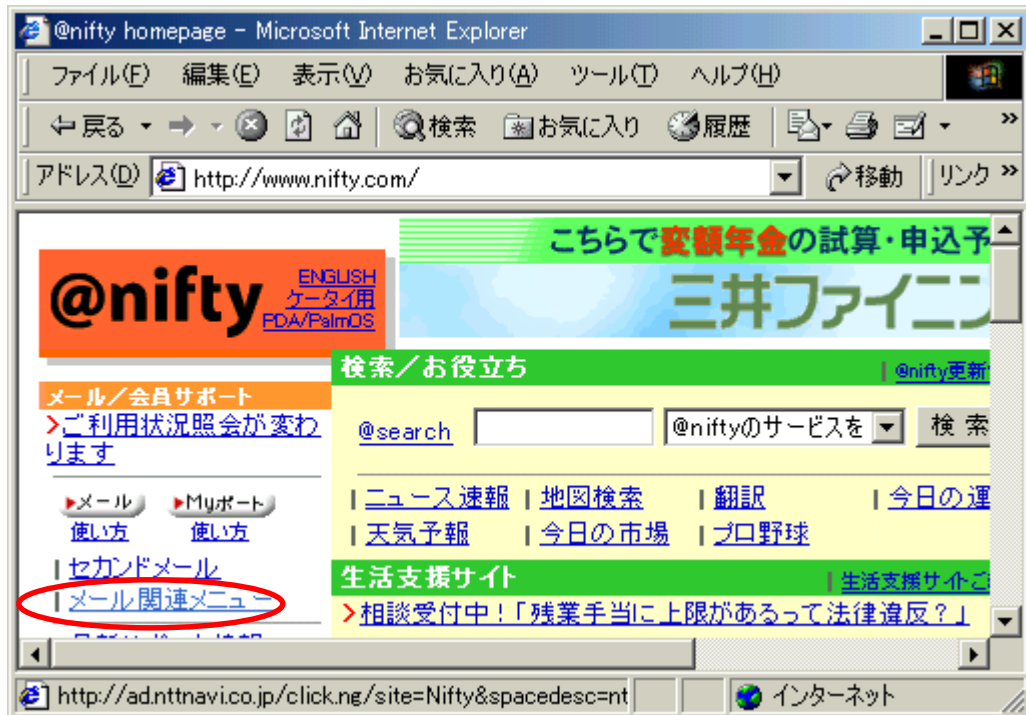 @nifty homepage - Microsoft Internet Explorer
ファイル(F) 編集(E) 表示(V) お気に入り(A) ツール(T) ヘルプ(H)
戻る 検索 お気に入り 履歴 »
アドレス(D) http://www.nifty.com/ 移動 リンク »
こちらで変額年金の試算・申込予
三井ファイニン
@nifty
ENGLISH
ケータイ用
PDA/PalmOS
検索／お役立ち | @nifty更新
メール／会員サポート
>ご利用状況照会が変わ
ります
@search @niftyのサービスを 検 索
メール Myポート
使い方 使い方
| ニュース速報 | 地図検索 | 翻訳 | 今日の運
| 天気予報 | 今日の市場 | プロ野球
| セカンドメール
| メール関連メニュー
生活支援サイト | 生活支援サイトご
>相談受付中！「残業手当に上限があるって法律違反？」
http://ad.nttnavi.co.jp/click.ng/site=Nifty&spacedesc=nt インターネット